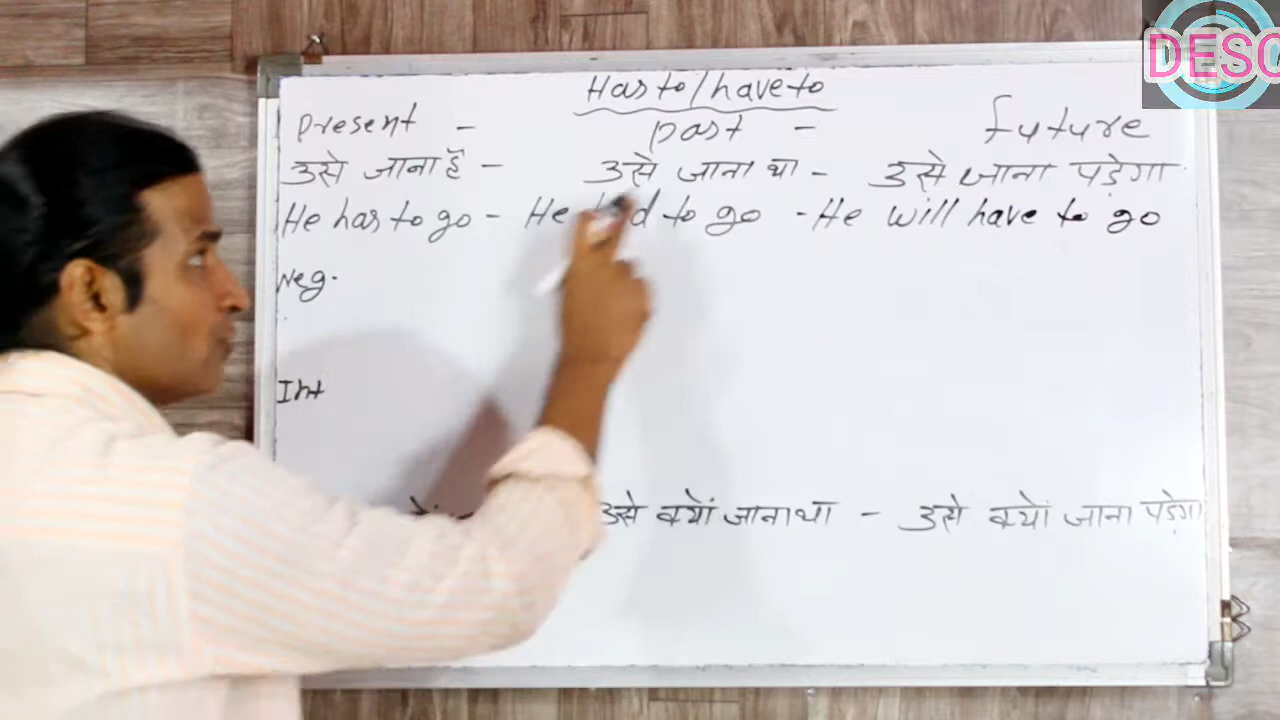 DESC
Has to / have to
Present - past - future
उसे जाना है - उसे जाना था - उसे जाना पड़ेगा
He has to go - He to go - He will have to go
Neg.
Int
उसे क्यों जाना था - उसे क्यों जाना पड़ेगा